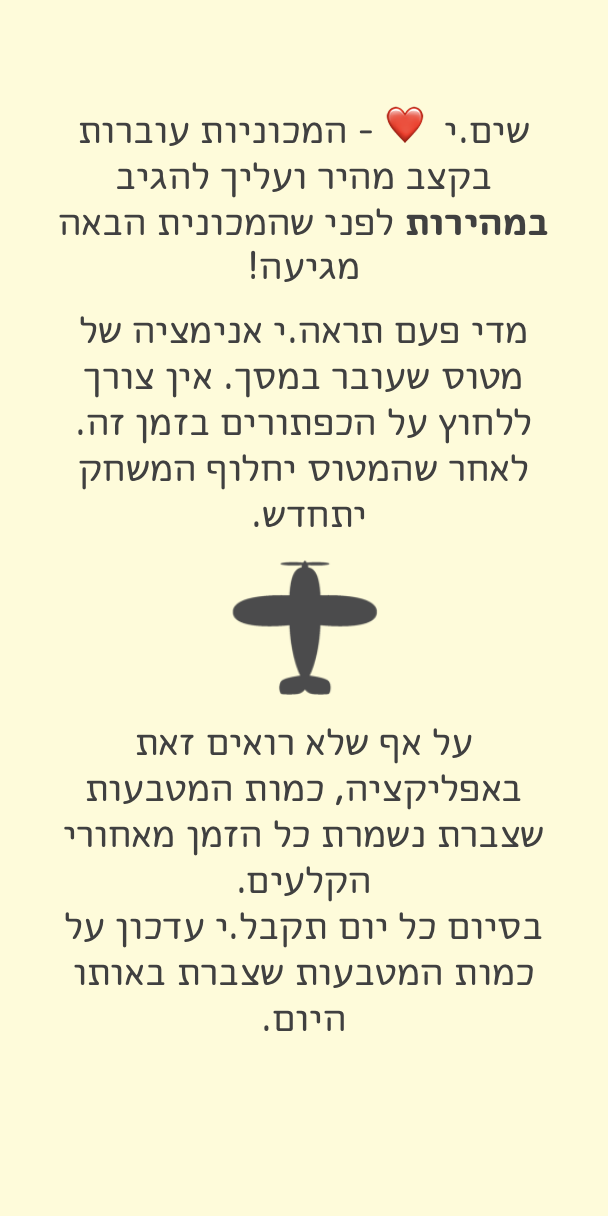 שים.י ❤️ - המכוניות עוברות
בקצב מהיר ועליך להגיב
במהירות לפני שהמכונית הבאה
מגיעה!
מדי פעם תראה.י אנימציה של
מטוס שעובר במסך. אין צורך
ללחוץ על הכפתורים בזמן זה.
לאחר שהמטוס יחלוף המשחק
יתחדש.
על אף שלא רואים זאת
באפליקציה, כמות המטבעות
שצברת נשמרת כל הזמן מאחורי
הקלעים.
בסיום כל יום תקבל.י עדכון על
כמות המטבעות שצברת באותו
היום.